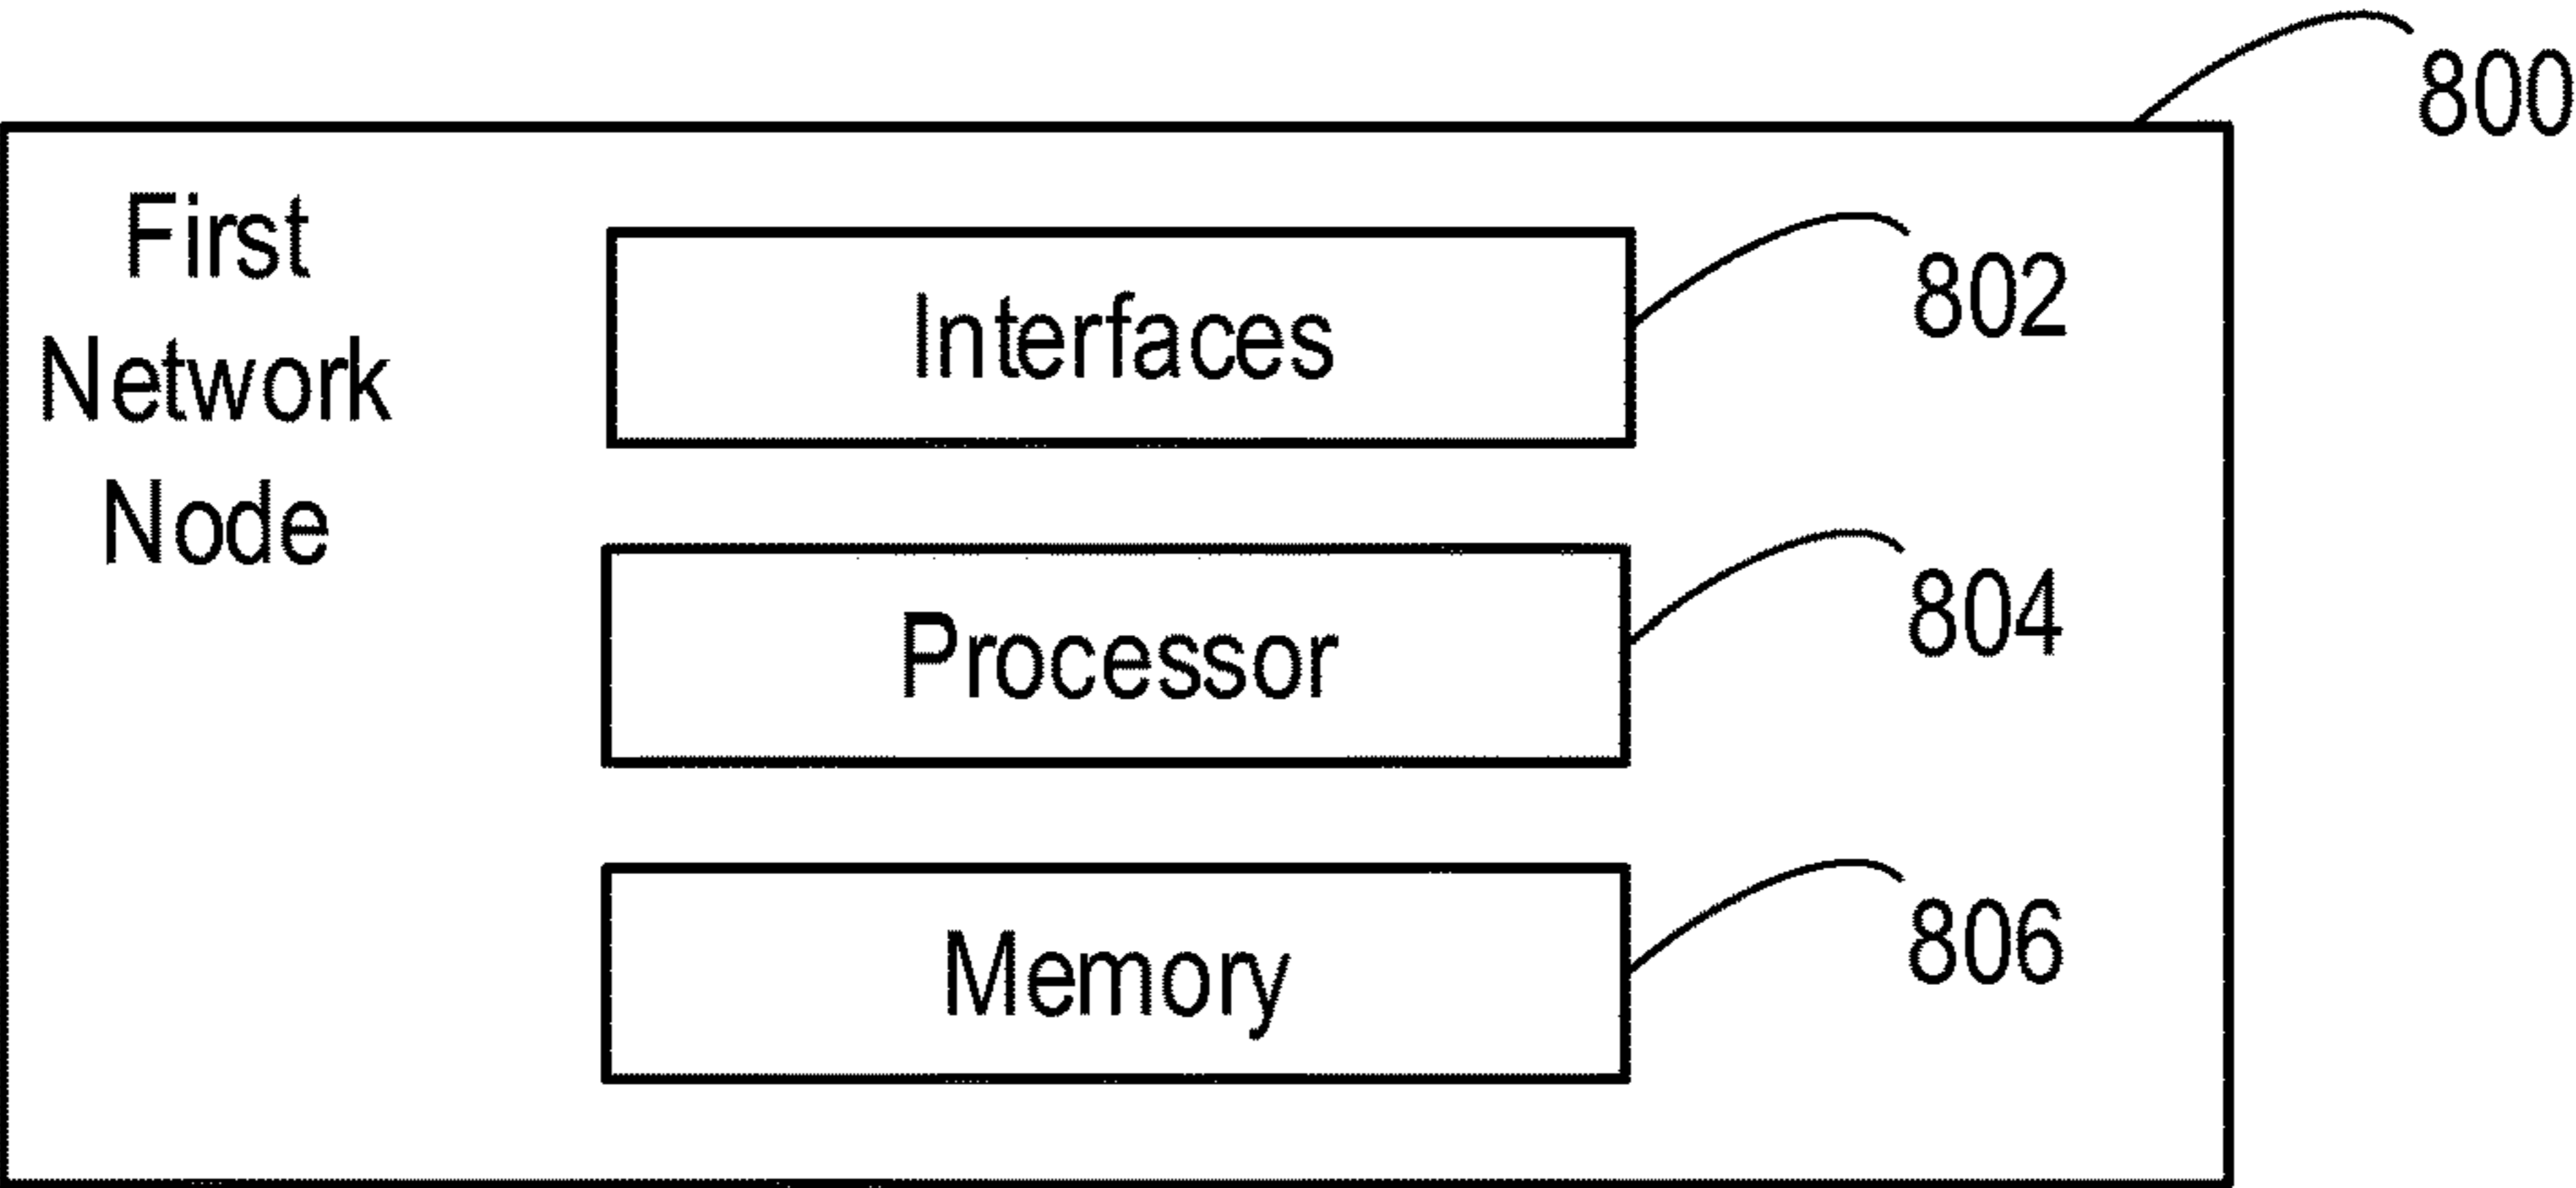 800
First
Network
Node
Interfaces
802
Processor
804
Memory
806